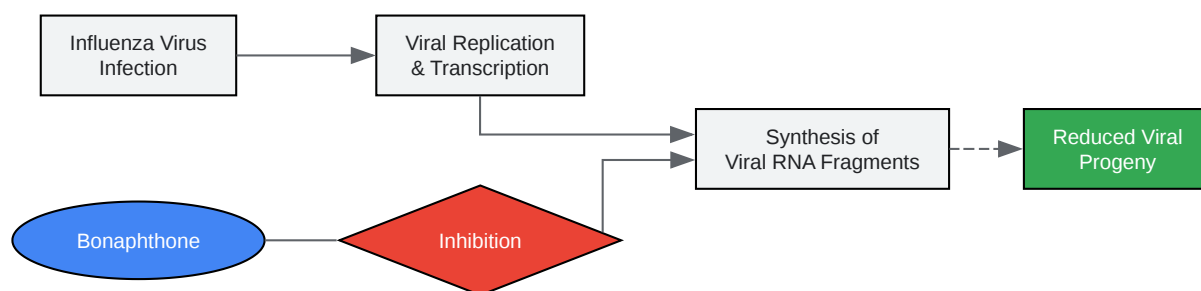 Influenza Virus
Infection
Viral Replication
& Transcription
Synthesis of
Viral RNA Fragments
Reduced Viral
Progeny
Bonaphthone
Inhibition